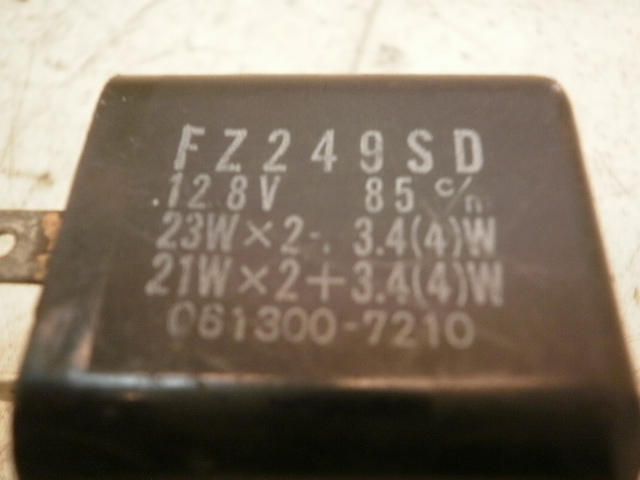 FZ249SD
12.8V 85 c/n
23W×2+3.4(4)W
21W×2+3.4(4)W
061300-7210